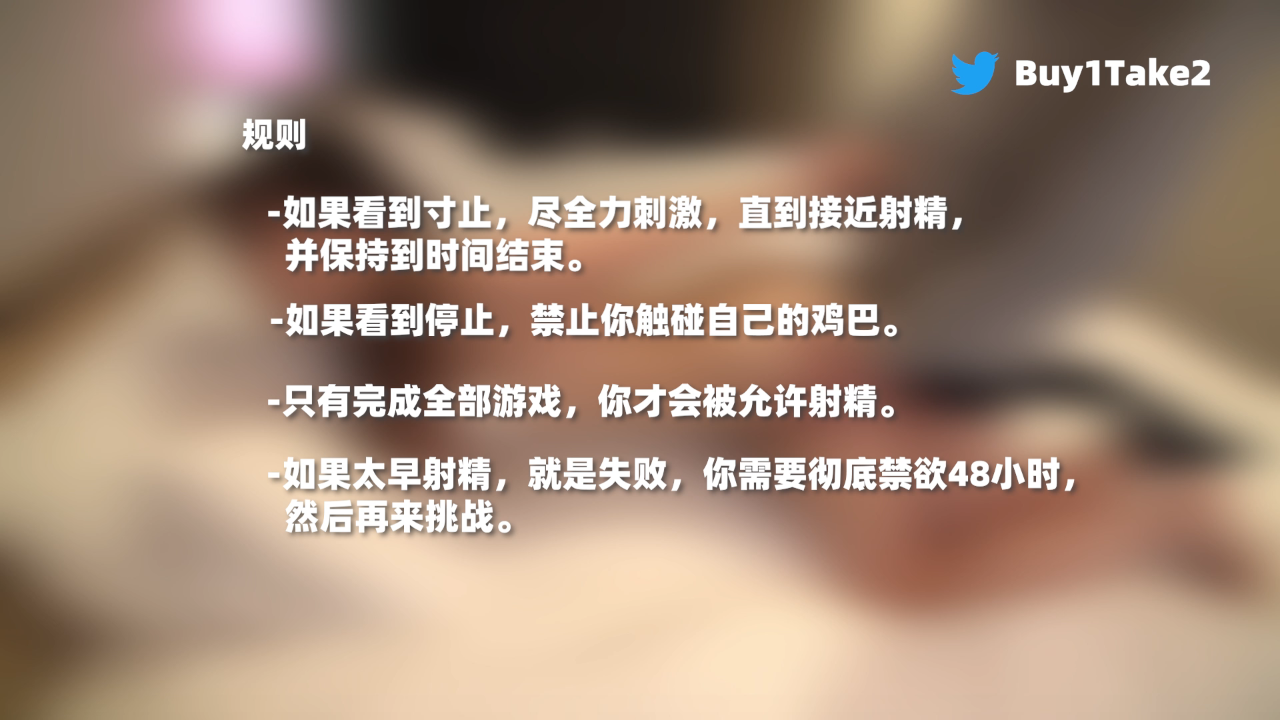 Buy1Take2
规则
-如果看到寸止，尽全力刺激，直到接近射精，
并保持到时间结束。
-如果看到停止，禁止你触碰自己的鸡巴。
-只有完成全部游戏，你才会被允许射精。
-如果太早射精，就是失败，你需要彻底禁欲48小时，
然后再来挑战。